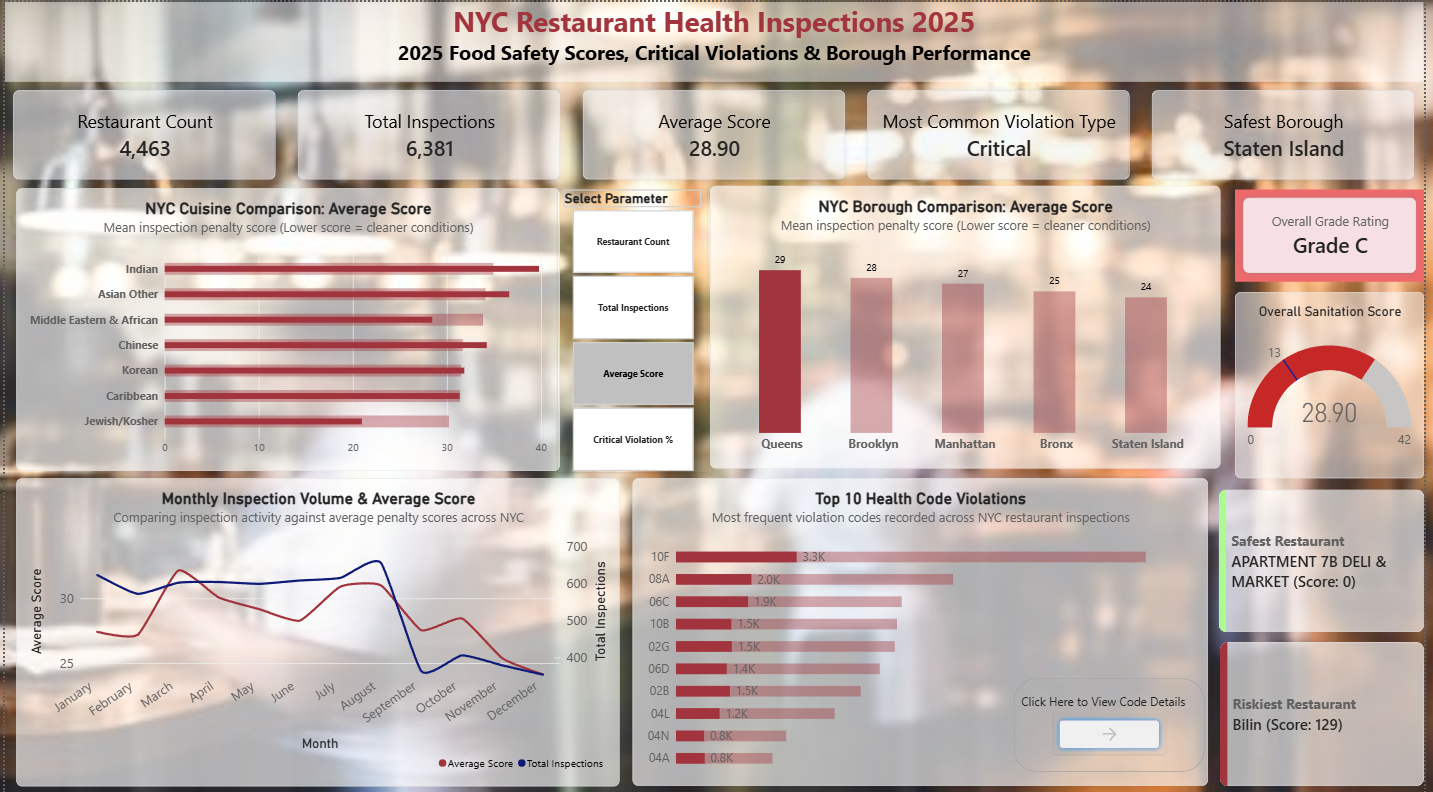 NYC Restaurant Health Inspections 2025
2025 Food Safety Scores, Critical Violations & Borough Performance
Restaurant Count
4,463
Total Inspections
6,381
Average Score
28.90
Most Common Violation Type
Critical
Safest Borough
Staten Island
NYC Cuisine Comparison: Average Score
Mean inspection penalty score (Lower score = cleaner conditions)
Indian
Asian Other
Middle Eastern & African
Chinese
Korean
Caribbean
Jewish/Kosher
0 10 20 30 40
Select Parameter
Restaurant Count
Total Inspections
Average Score
Critical Violation %
NYC Borough Comparison: Average Score
Mean inspection penalty score (Lower score = cleaner conditions)
29 28 27 25 24
Queens Brooklyn Manhattan Bronx Staten Island
Overall Grade Rating
Grade C
Overall Sanitation Score
13
28.90
0 42
Monthly Inspection Volume & Average Score
Comparing inspection activity against average penalty scores across NYC
Average Score
30
25
700
600
500
400
Total Inspections
January February March April May June July August September October November December
Month
Average Score Total Inspections
Top 10 Health Code Violations
Most frequent violation codes recorded across NYC restaurant inspections
10F 3.3K
08A 2.0K
06C 1.9K
10B 1.5K
02G 1.5K
06D 1.4K
02B 1.5K
04L 1.2K
04N 0.8K
04A 0.8K
Click Here to View Code Details
Safest Restaurant
APARTMENT 7B DELI &
MARKET (Score: 0)
Riskiest Restaurant
Bilin (Score: 129)